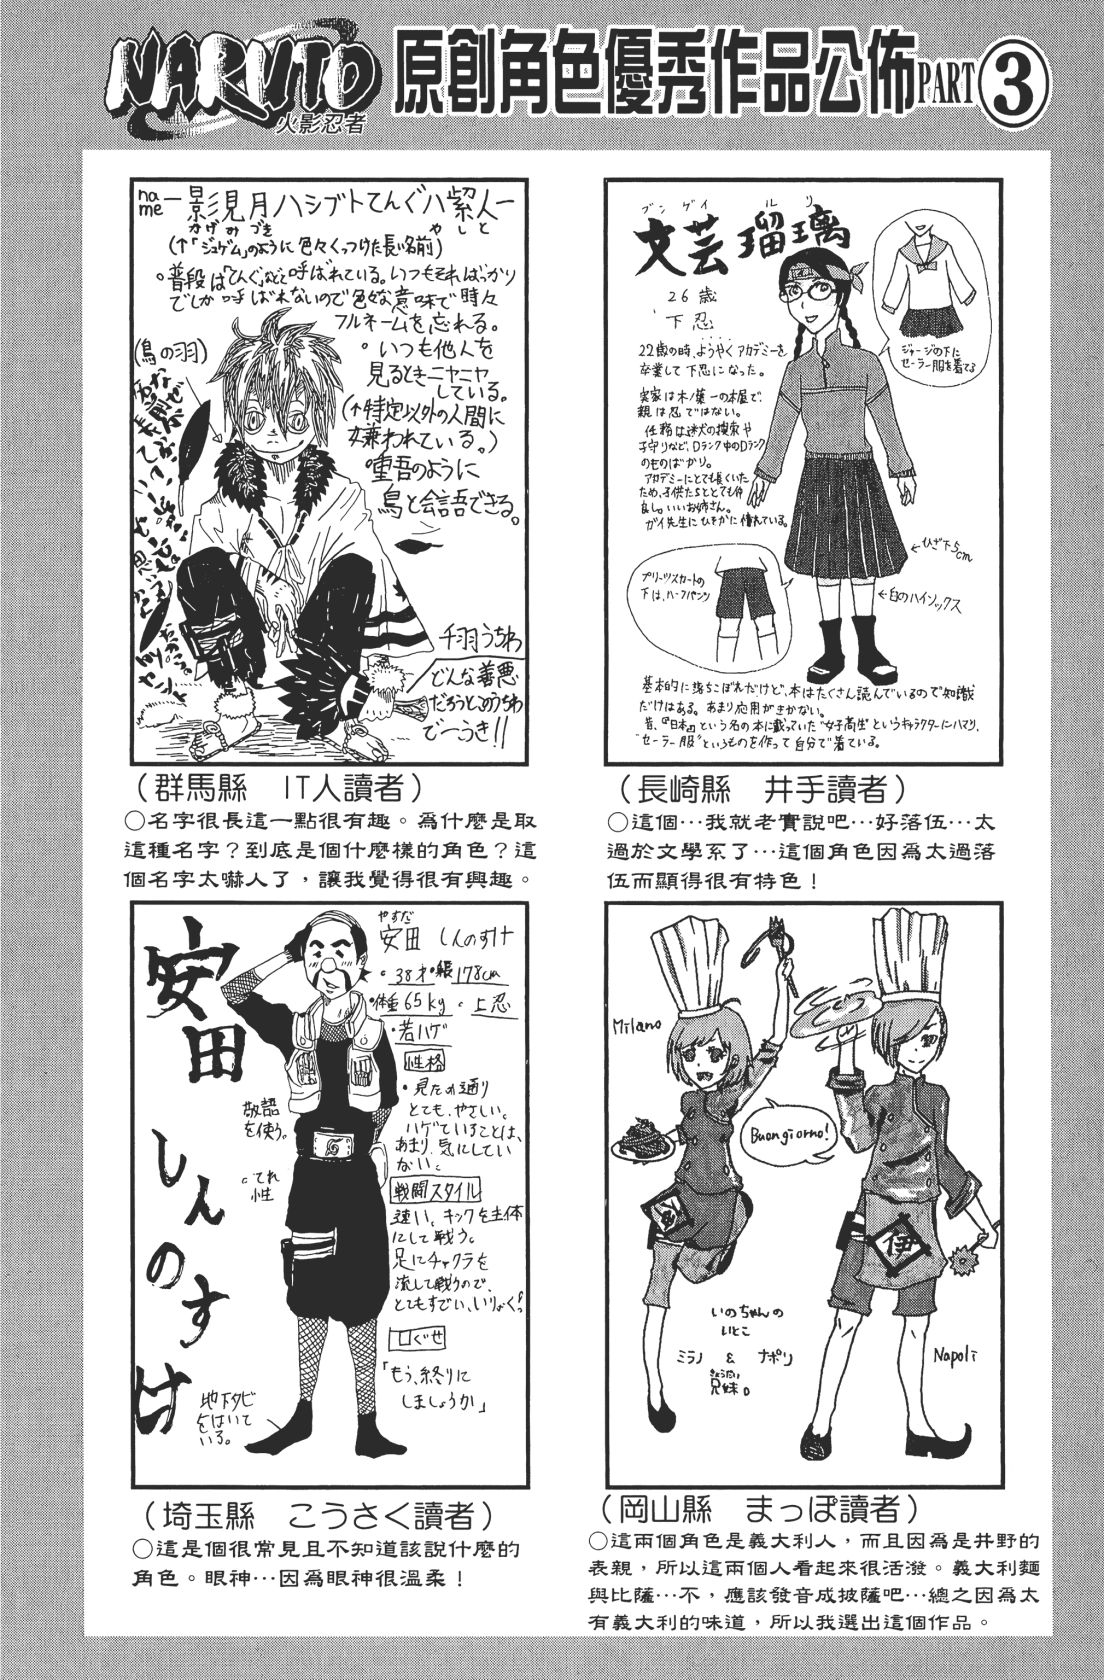 NARUTO
火影忍者
原創角色優秀作品公佈PART③
name 影見月ハシブトてんぐハ紫人
かげみづき
やしと
(↑「ジュゲム」のように色々くっつけた長い名前)
普段は「てんぐ」などと呼ばれている。いつもそればっかり
でしか呼ばれないので色々な意味で時々
フルネームを忘れる。
(鳥の羽)
いつも他人を
見るときニヤニヤ
している。
(↑特定以外の人間に
嫌われている。)
重吾のように
鳥と会話できる。
羽うちわ
どんな善悪
だろうとこのうちわ
でーつき!!
(群馬縣 IT人讀者)
○名字很長這一點很有趣。為什麼是取
這種名字？到底是個什麼樣的角色？這
個名字太嚇人了，讓我覺得很有興趣。
ブンゲイ ルリ
文芸瑠璃
26歳
下忍
22歳の時、ようやくアカデミーを
卒業して下忍になった。
実家は木ノ葉一の本屋で、
親は忍ではない。
任務は迷犬の捜索や
子守りなど、Dランク中のDランク
のものばかり。
アカデミーにとても長くいた
ため、子供たちととても仲
良し。いいお姉さん。
ガイ先生にひそかに憧れている。
ジャージの下に
セーラー服を着てる
←ひざ下5cm
プリーツスカートの
下は、ハーフパンツ
←白のハイソックス
基本的に落ちこぼれだけど、本はたくさん読んでいるので知識
だけはある。あまり応用がきかない。
昔、『日本』という名の本に載っていた"女子高生"というキャラクターにハマり、
"セーラー服"というものを作って自分で着ている。
(長崎縣 井手讀者)
○這個…我就老實說吧…好落伍…太
過於文學系了…這個角色因為太過落
伍而顯得很有特色！
安田 しんのすけ
やすだ
安田 しんのすけ
38才
178cm
体重65kg
上忍
若ハゲ
性格
見ための通り
とても、やさしい。
ハゲていることは、
あまり、気にしてい
ない。
敬語
を使う。
てれ
性
戦闘スタイル
速い。キックを主体
にして戦う。
足にチャクラを
流して戦うので、
とてもすごい、いりょく!
口ぐせ
「もう、終りに
しましょうか」
地下タビ
をはいて
いる。
(埼玉縣 こうさく讀者)
○這是個很常見且不知道該說什麼的
角色。眼神…因為眼神很溫柔！
Milano
Buongiorno!
伊
いのちゃんの
いとこ
ミラノ & ナポリ
きょうだい
兄妹。
Napoli
(岡山縣 まっぽ讀者)
○這兩個角色是義大利人，而且因為是井野的
表親，所以這兩個人看起來很活潑。義大利麵
與比薩…不，應該發音成披薩吧…總之因為太
有義大利的味道，所以我選出這個作品。